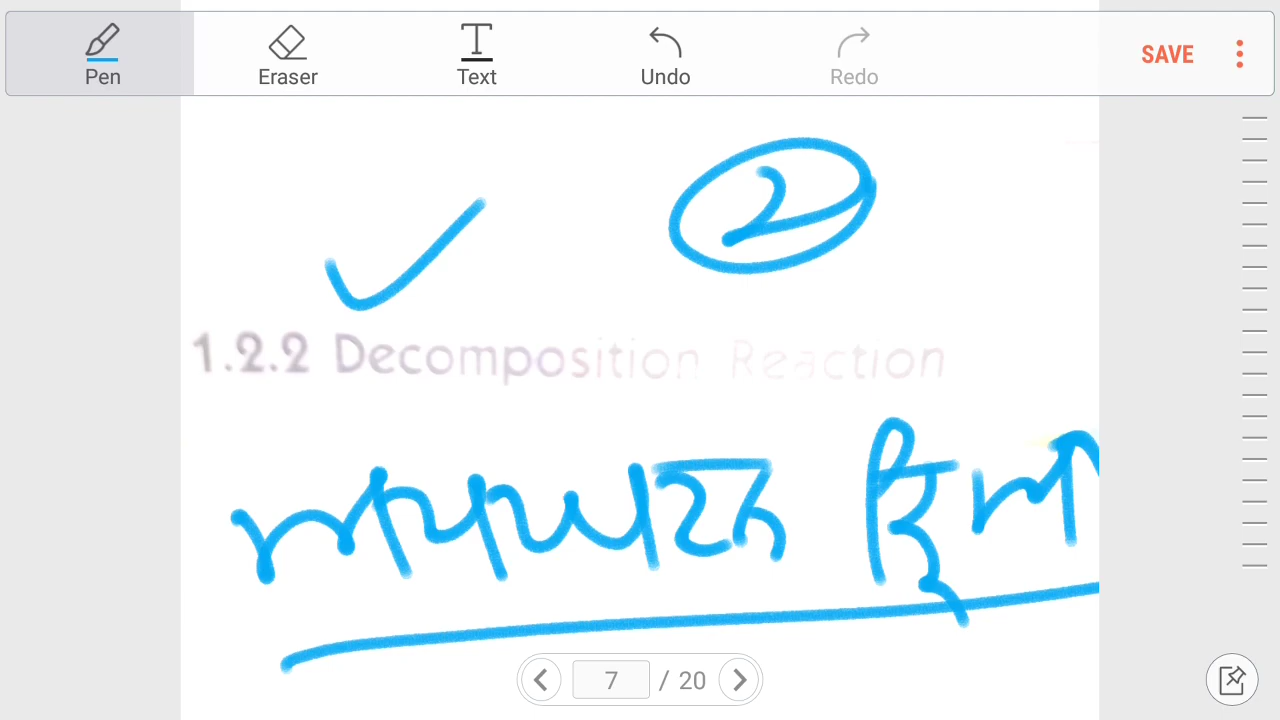 Pen Eraser Text Undo Redo SAVE
2
1.2.2 Decomposition Reaction
7 / 20